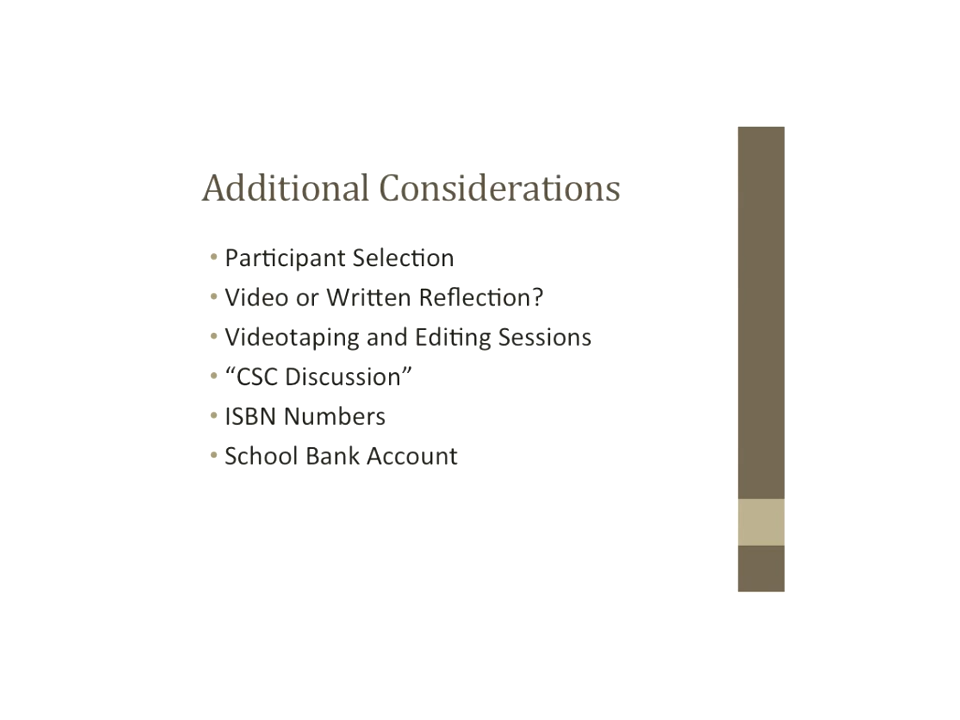 Additional Considerations
• Participant Selection
• Video or Written Reflection?
• Videotaping and Editing Sessions
• “CSC Discussion”
• ISBN Numbers
• School Bank Account